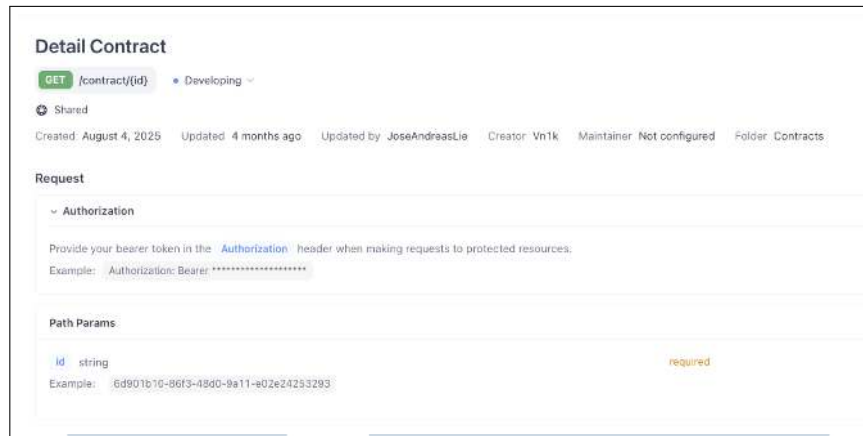 Detail Contract
GET /contract/{id} Developing
Shared
Created August 4, 2025 Updated 4 months ago Updated by JoseAndreasLie Creator Vn1k Maintainer Not configured Folder Contracts
Request
Authorization
Provide your bearer token in the Authorization header when making requests to protected resources.
Example: Authorization: Bearer ********************
Path Params
id string required
Example: 6d901b10-86f3-48d0-9a11-e02e24253293